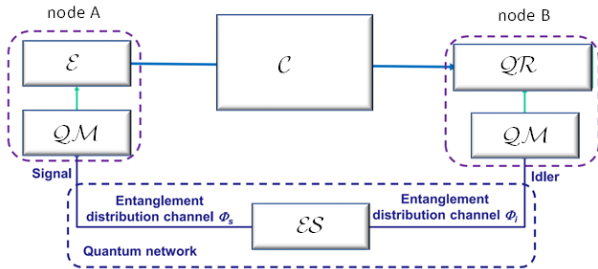 node A
node B
ℰ
𝒞
𝒬ℛ
𝒬ℳ
𝒬ℳ
Signal
Idler
Entanglement
distribution channel Φs
Entanglement
distribution channel Φi
ℰ𝒮
Quantum network